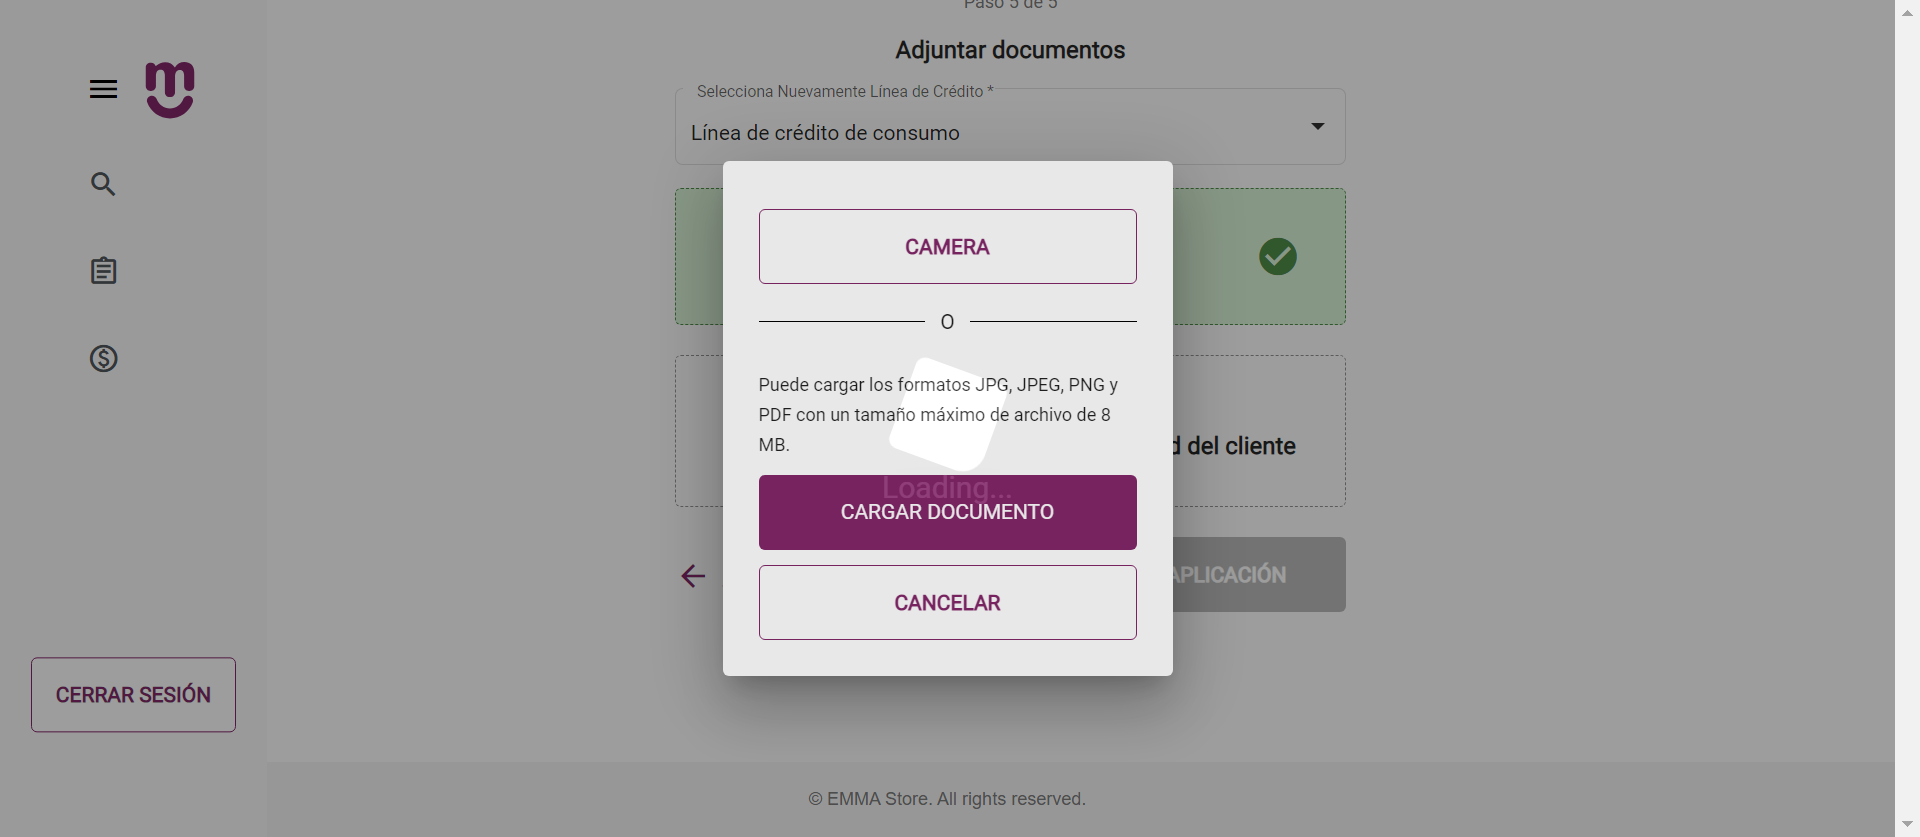 Paso 5 de 5
Adjuntar documentos
Selecciona Nuevamente Línea de Crédito *
Línea de crédito de consumo
CAMERA
O
Puede cargar los formatos JPG, JPEG, PNG y
PDF con un tamaño máximo de archivo de 8
MB.
del cliente
Loading...
CARGAR DOCUMENTO
APLICACIÓN
CANCELAR
CERRAR SESIÓN
© EMMA Store. All rights reserved.